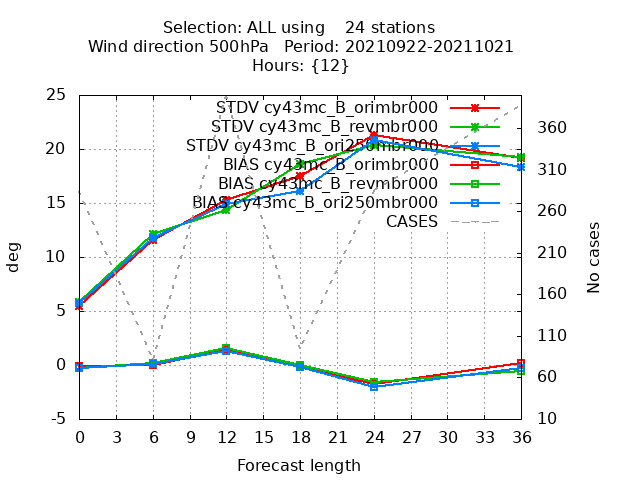 Selection: ALL using    24 stations
Wind direction 500hPa   Period: 20210922-20211021
Hours: {12}
STDV cy43mc_B_orimbr000
STDV cy43mc_B_revmbr000
STDV cy43mc_B_ori250mbr000
BIAS cy43mc_B_orimbr000
BIAS cy43mc_B_revmbr000
BIAS cy43mc_B_ori250mbr000
CASES
25
20
15
10
5
0
-5
deg
360
310
260
210
160
110
60
10
No cases
0 3 6 9 12 15 18 21 24 27 30 33 36
Forecast length